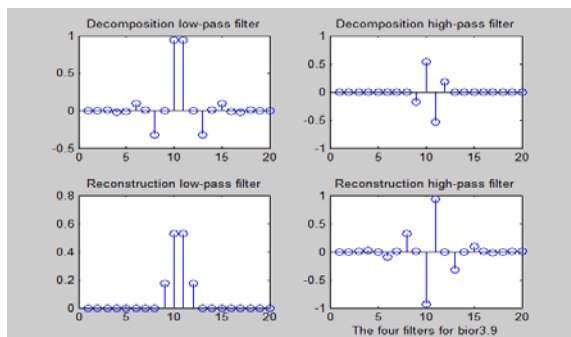 Decomposition low-pass filter
1
0.5
0
-0.5
0 5 10 15 20
Decomposition high-pass filter
1
0.5
0
-0.5
-1
0 5 10 15 20
Reconstruction low-pass filter
0.8
0.6
0.4
0.2
0
0 5 10 15 20
Reconstruction high-pass filter
1
0.5
0
-0.5
-1
0 5 10 15 20
The four filters for bior3.9